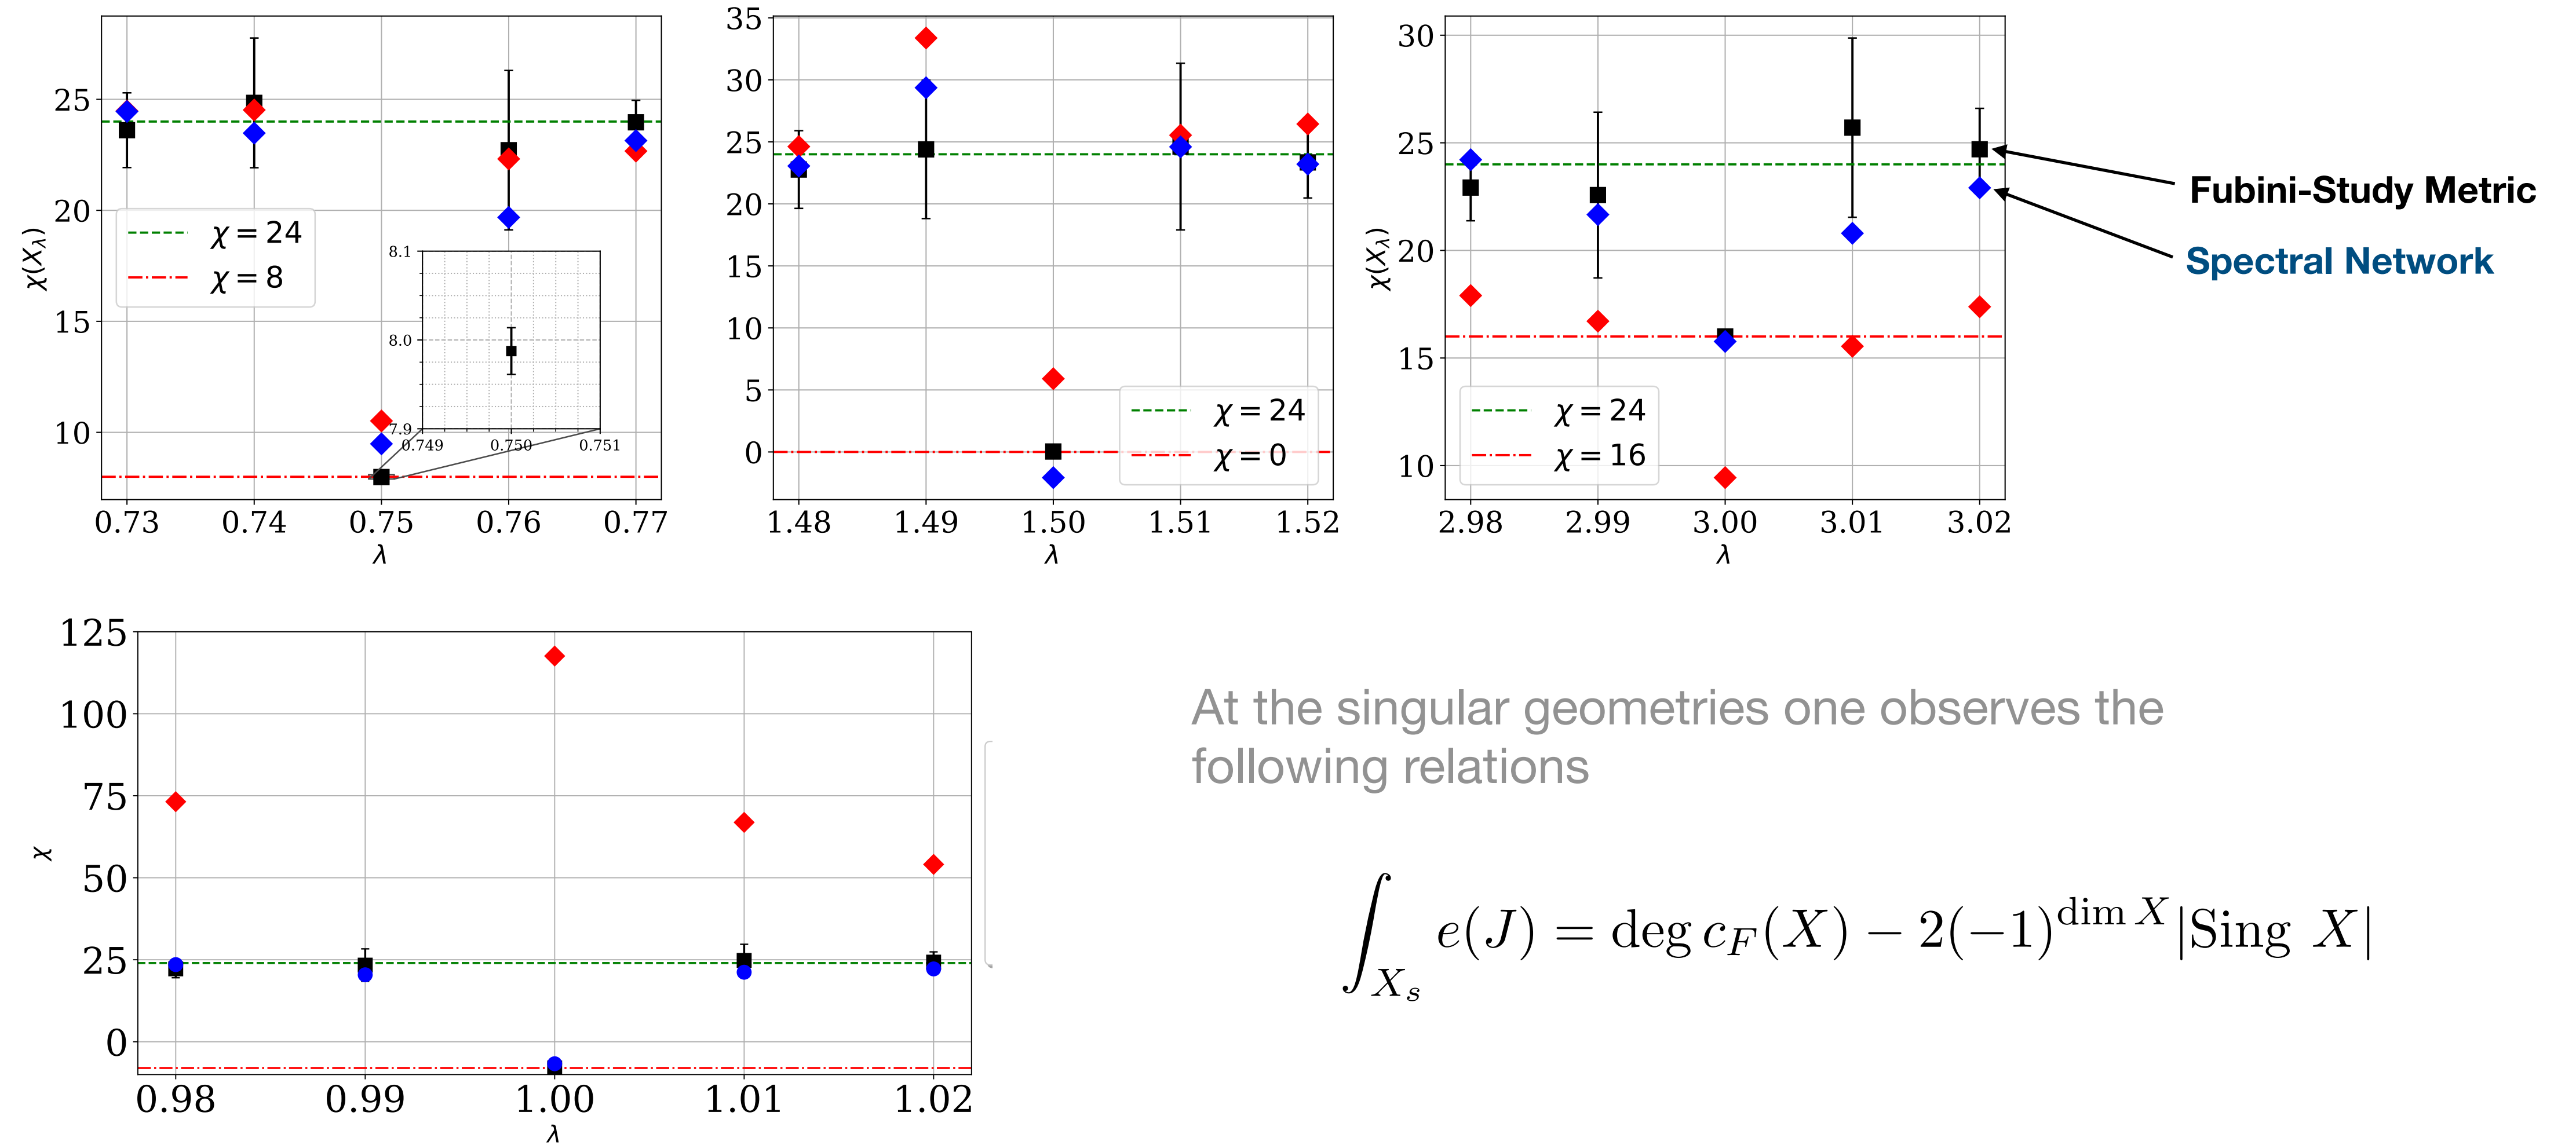 25
20
15
10
χ(X_λ)
χ = 24
χ = 8
8.1
8.0
7.9
0.749 0.750 0.751
0.73 0.74 0.75 0.76 0.77
λ
35
30
25
20
15
10
5
0
χ = 24
χ = 0
1.48 1.49 1.50 1.51 1.52
λ
30
25
20
15
10
χ(X_λ)
χ = 24
χ = 16
2.98 2.99 3.00 3.01 3.02
λ
Fubini-Study Metric
Spectral Network
125
100
75
50
25
0
χ
0.98 0.99 1.00 1.01 1.02
λ
At the singular geometries one observes the
following relations
∫_{X_s} e(J) = deg c_F(X) − 2(−1)^{dim X}|Sing X|